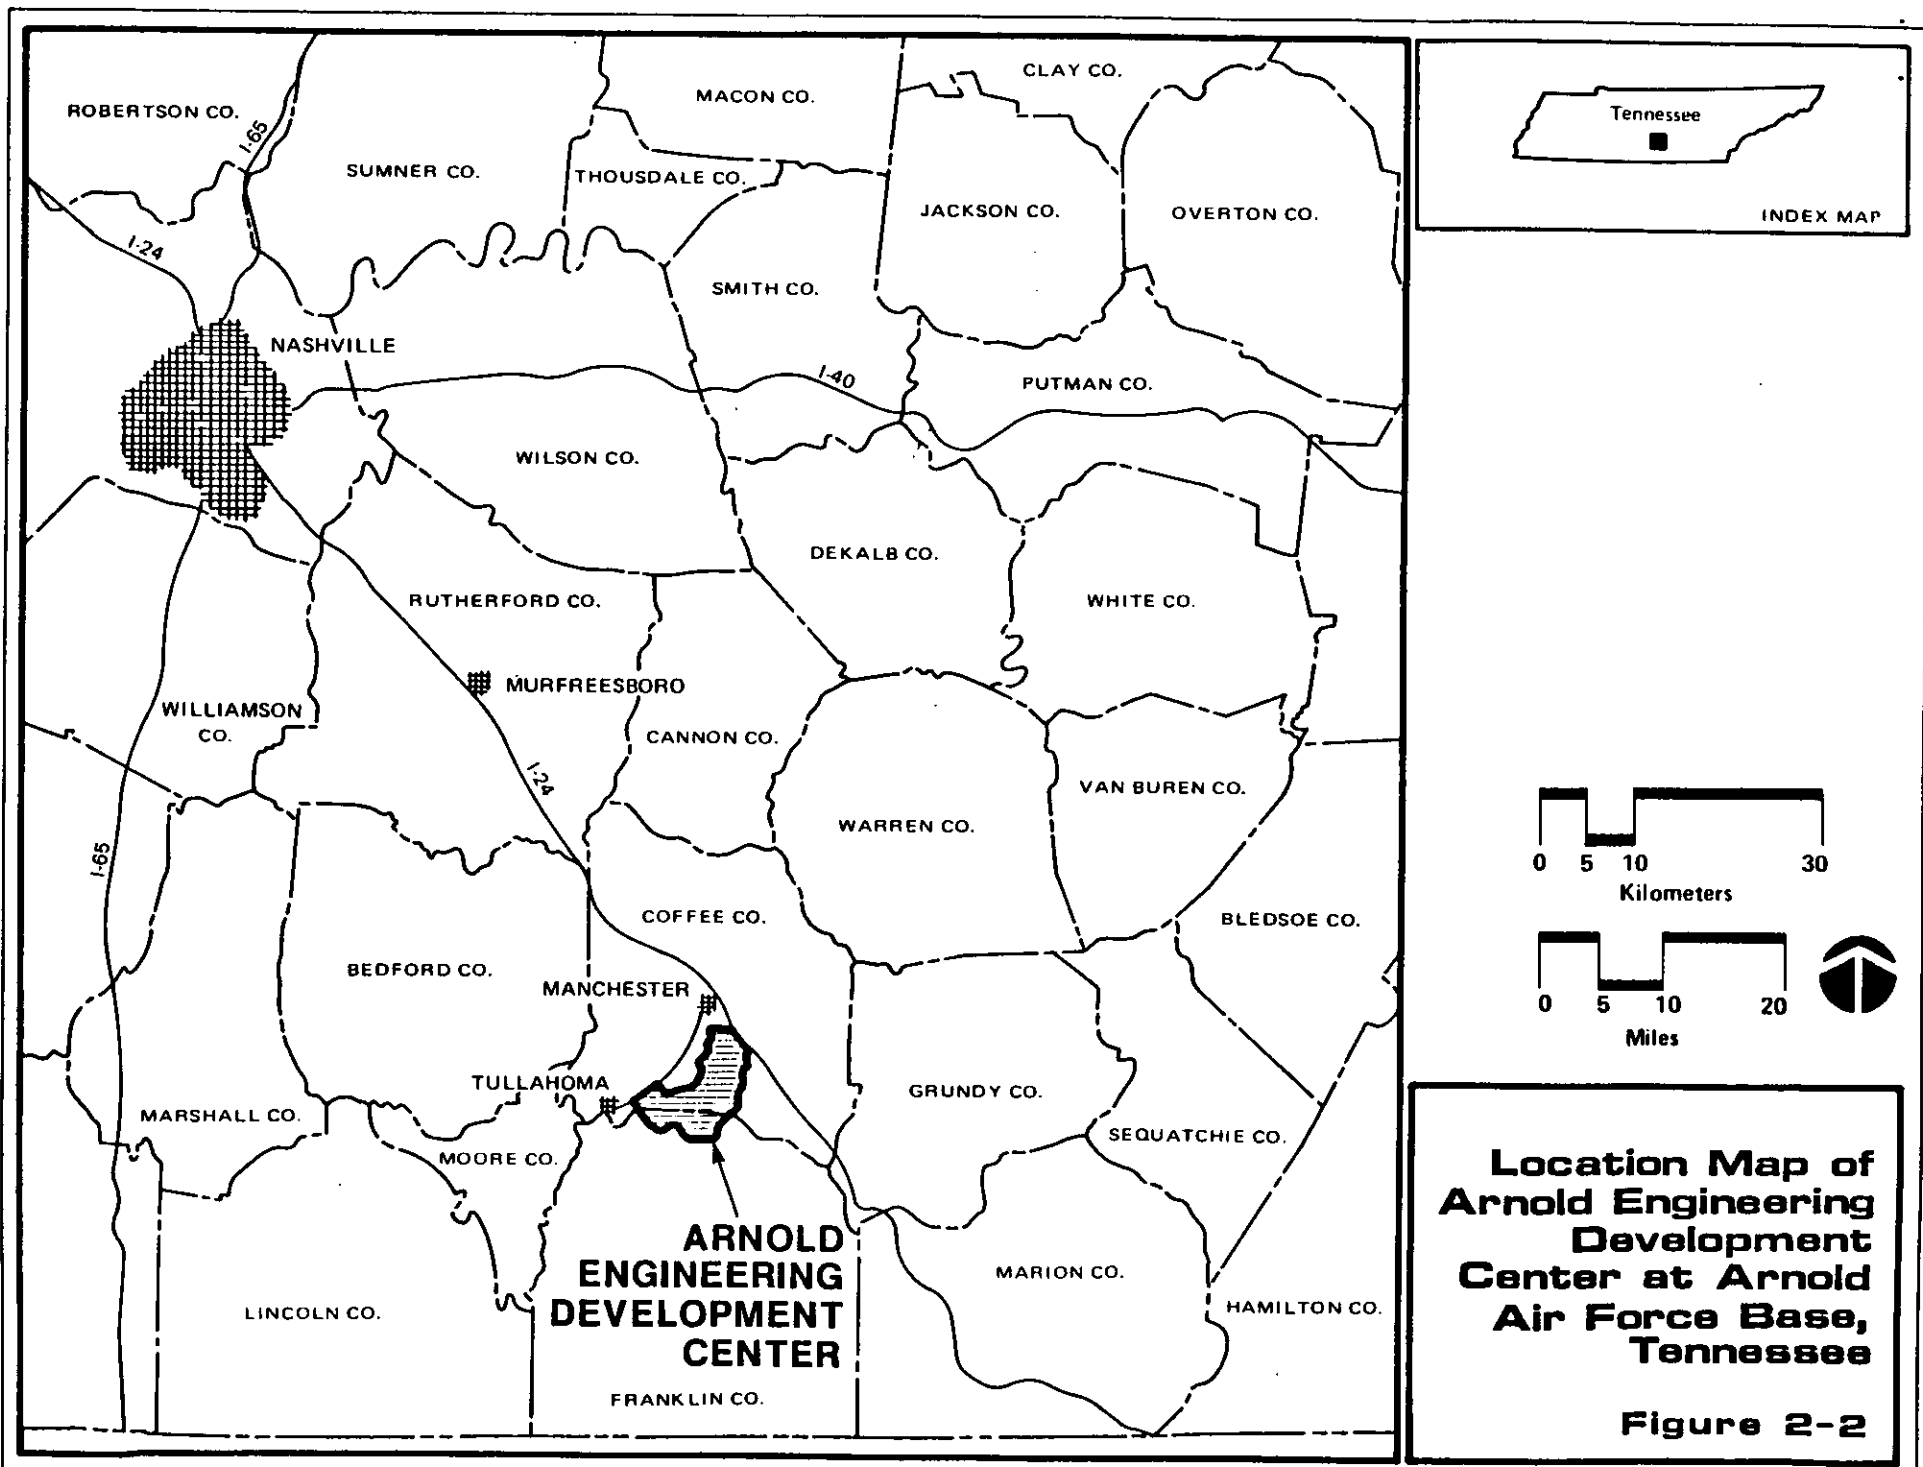 ROBERTSON CO.
I-65
SUMNER CO.
MACON CO.
CLAY CO.
THOUSDALE CO.
JACKSON CO.
OVERTON CO.
I-24
SMITH CO.
NASHVILLE
I-40
PUTMAN CO.
WILSON CO.
DEKALB CO.
RUTHERFORD CO.
WHITE CO.
MURFREESBORO
WILLIAMSON
CO.
CANNON CO.
I-24
VAN BUREN CO.
WARREN CO.
I-65
COFFEE CO.
BLEDSOE CO.
BEDFORD CO.
MANCHESTER
TULLAHOMA
GRUNDY CO.
MARSHALL CO.
SEQUATCHIE CO.
MOORE CO.
ARNOLD
ENGINEERING
DEVELOPMENT
CENTER
MARION CO.
HAMILTON CO.
LINCOLN CO.
FRANKLIN CO.
Tennessee
INDEX MAP
0 5 10 30
Kilometers
0 5 10 20
Miles
Location Map of
Arnold Engineering
Development
Center at Arnold
Air Force Base,
Tennessee
Figure 2-2